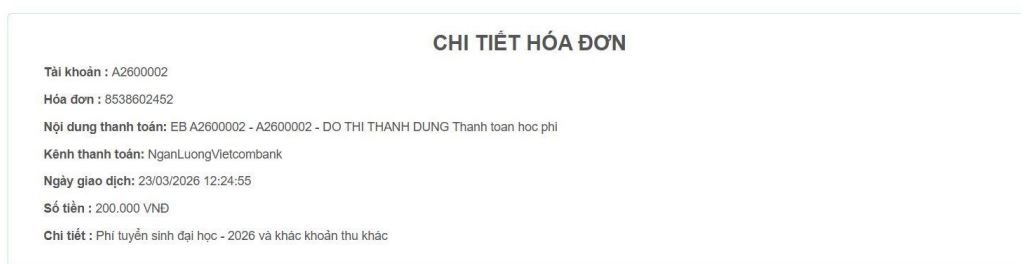 CHI TIẾT HÓA ĐƠN
Tài khoản : A2600002
Hóa đơn : 8538602452
Nội dung thanh toán: EB A2600002 - A2600002 - DO THI THANH DUNG Thanh toan hoc phi
Kênh thanh toán: NganLuongVietcombank
Ngày giao dịch: 23/03/2026 12:24:55
Số tiền : 200.000 VNĐ
Chi tiết : Phí tuyển sinh đại học - 2026 và khác khoản thu khác